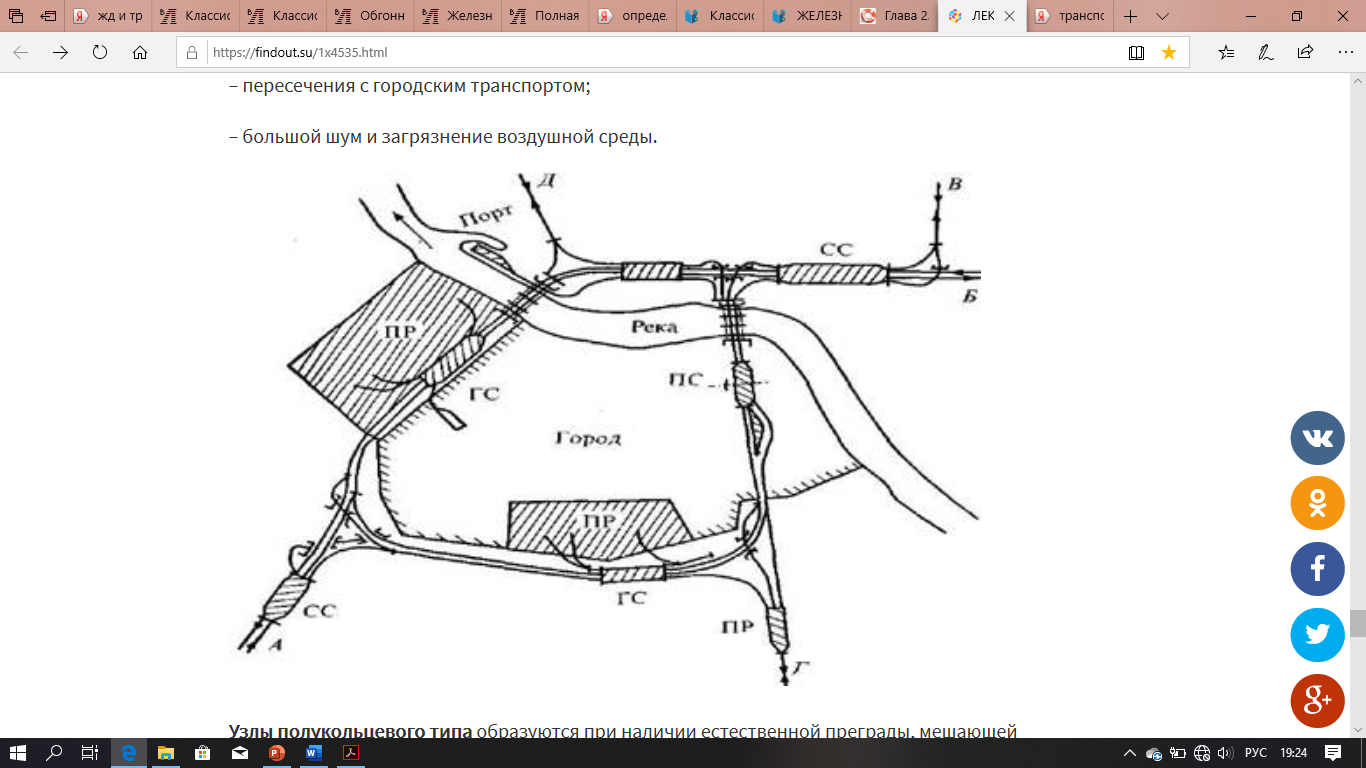 жд и тр
Классис
Классис
Обгонн
Железн
Полная
опреде.
Классис
ЖЕЛЕЗН
Глава 2.
ЛЕК
трансп
https://findout.su/1x4535.html
– пересечения с городским транспортом;
– большой шум и загрязнение воздушной среды.
Д
В
Порт
СС
Б
ПР
Река
ПС
ГС
Город
ПР
СС
ГС
А
ПР
Г
Узлы полукольцевого типа образуются при наличии естественной преграды, мешающей
РУС
19:24